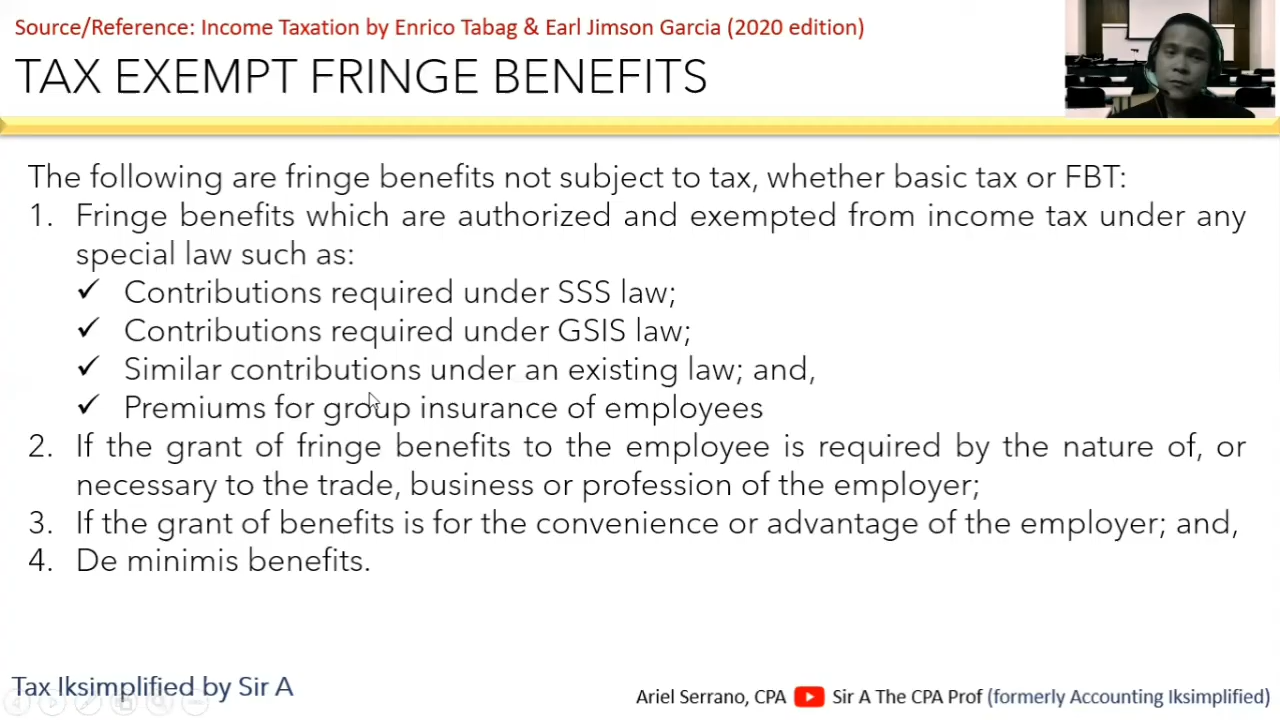 Source/Reference: Income Taxation by Enrico Tabag & Earl Jimson Garcia (2020 edition)
TAX EXEMPT FRINGE BENEFITS
The following are fringe benefits not subject to tax, whether basic tax or FBT:
1. Fringe benefits which are authorized and exempted from income tax under any
special law such as:
✓ Contributions required under SSS law;
✓ Contributions required under GSIS law;
✓ Similar contributions under an existing law; and,
✓ Premiums for group insurance of employees
2. If the grant of fringe benefits to the employee is required by the nature of, or
necessary to the trade, business or profession of the employer;
3. If the grant of benefits is for the convenience or advantage of the employer; and,
4. De minimis benefits.
Tax Iksimplified by Sir A
Ariel Serrano, CPA Sir A The CPA Prof (formerly Accounting Iksimplified)